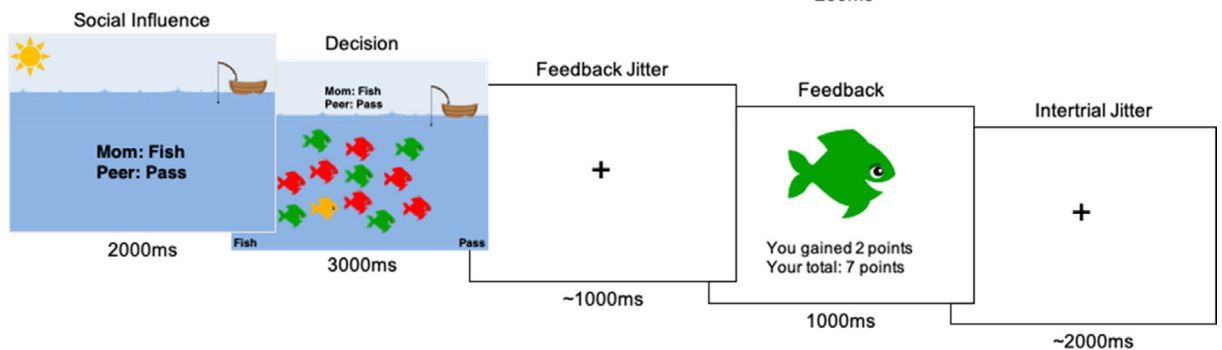 Social Influence
Mom: Fish
Peer: Pass
2000ms
Decision
Mom: Fish
Peer: Pass
Fish
Pass
3000ms
Feedback Jitter
+
~1000ms
Feedback
You gained 2 points
Your total: 7 points
1000ms
Intertrial Jitter
+
~2000ms